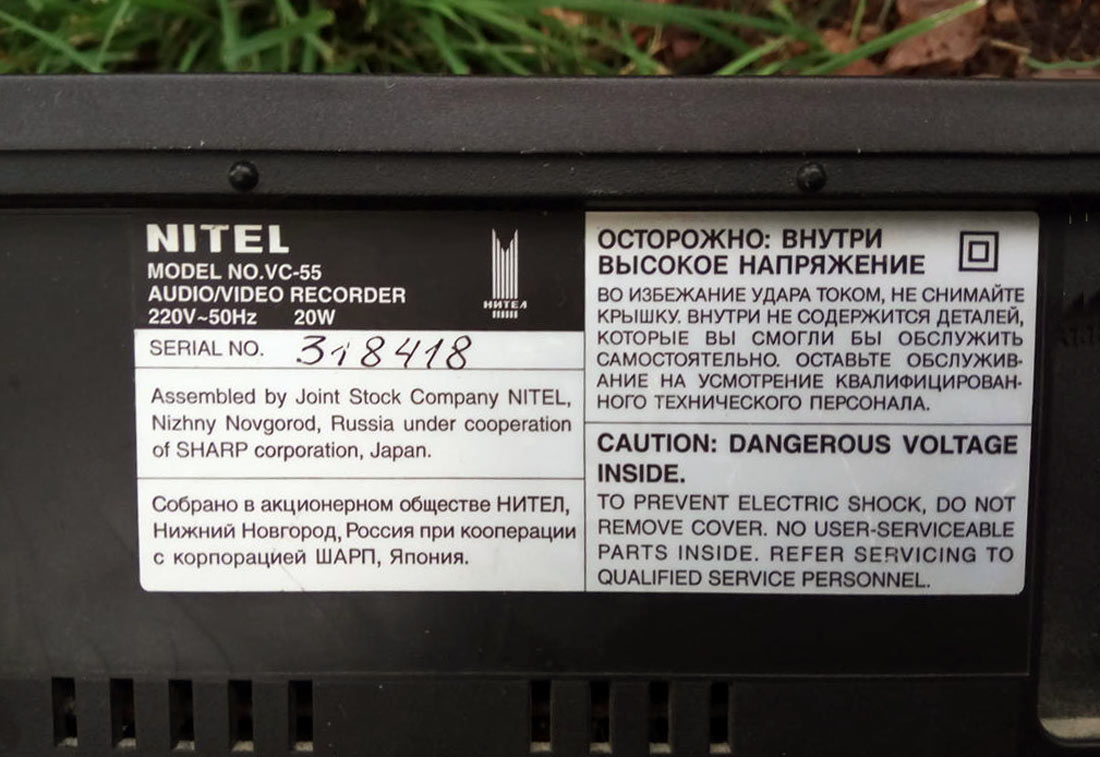 NITEL
MODEL NO.VC-55
AUDIO/VIDEO RECORDER
220V~50Hz 20W
НИТЕЛ
SERIAL NO. 318418
Assembled by Joint Stock Company NITEL,
Nizhny Novgorod, Russia under cooperation
of SHARP corporation, Japan.
Собрано в акционерном обществе НИТЕЛ,
Нижний Новгород, Россия при кооперации
с корпорацией ШАРП, Япония.
ОСТОРОЖНО: ВНУТРИ
ВЫСОКОЕ НАПРЯЖЕНИЕ
ВО ИЗБЕЖАНИЕ УДАРА ТОКОМ, НЕ СНИМАЙТЕ
КРЫШКУ. ВНУТРИ НЕ СОДЕРЖИТСЯ ДЕТАЛЕЙ,
КОТОРЫЕ ВЫ СМОГЛИ БЫ ОБСЛУЖИТЬ
САМОСТОЯТЕЛЬНО. ОСТАВЬТЕ ОБСЛУЖИВ-
АНИЕ НА УСМОТРЕНИЕ КВАЛИФИЦИРОВАН-
НОГО ТЕХНИЧЕСКОГО ПЕРСОНАЛА.
CAUTION: DANGEROUS VOLTAGE
INSIDE.
TO PREVENT ELECTRIC SHOCK, DO NOT
REMOVE COVER. NO USER-SERVICEABLE
PARTS INSIDE. REFER SERVICING TO
QUALIFIED SERVICE PERSONNEL.